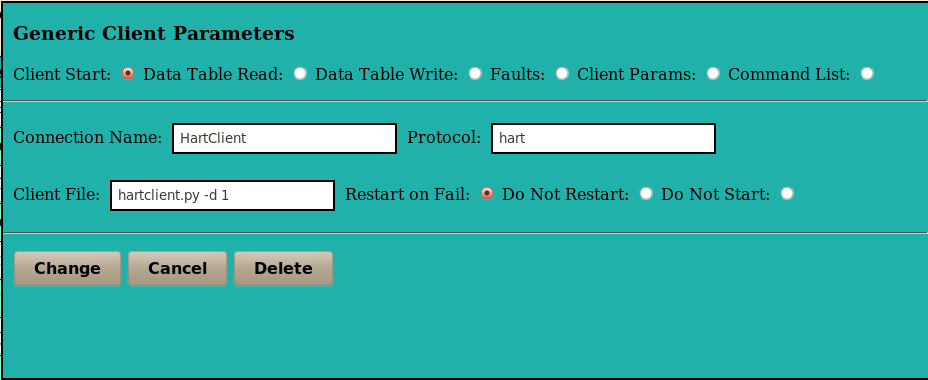 Generic Client Parameters
Client Start: Data Table Read: Data Table Write: Faults: Client Params: Command List:
Connection Name: HartClient Protocol: hart
Client File: hartclient.py -d 1 Restart on Fail: Do Not Restart: Do Not Start:
Change Cancel Delete